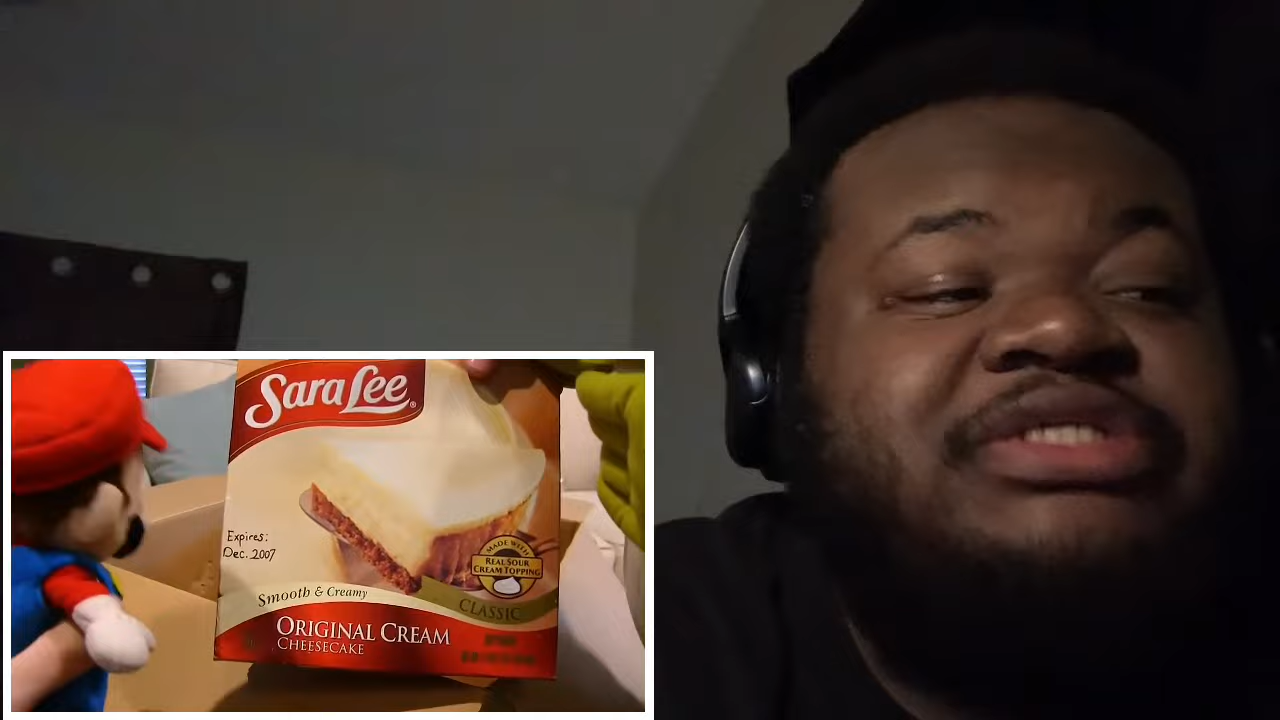 Sara Lee
Expires:
Dec. 2007
MADE WITH
REAL SOUR
CREAM TOPPING
Smooth & Creamy
CLASSIC
ORIGINAL CREAM
CHEESECAKE